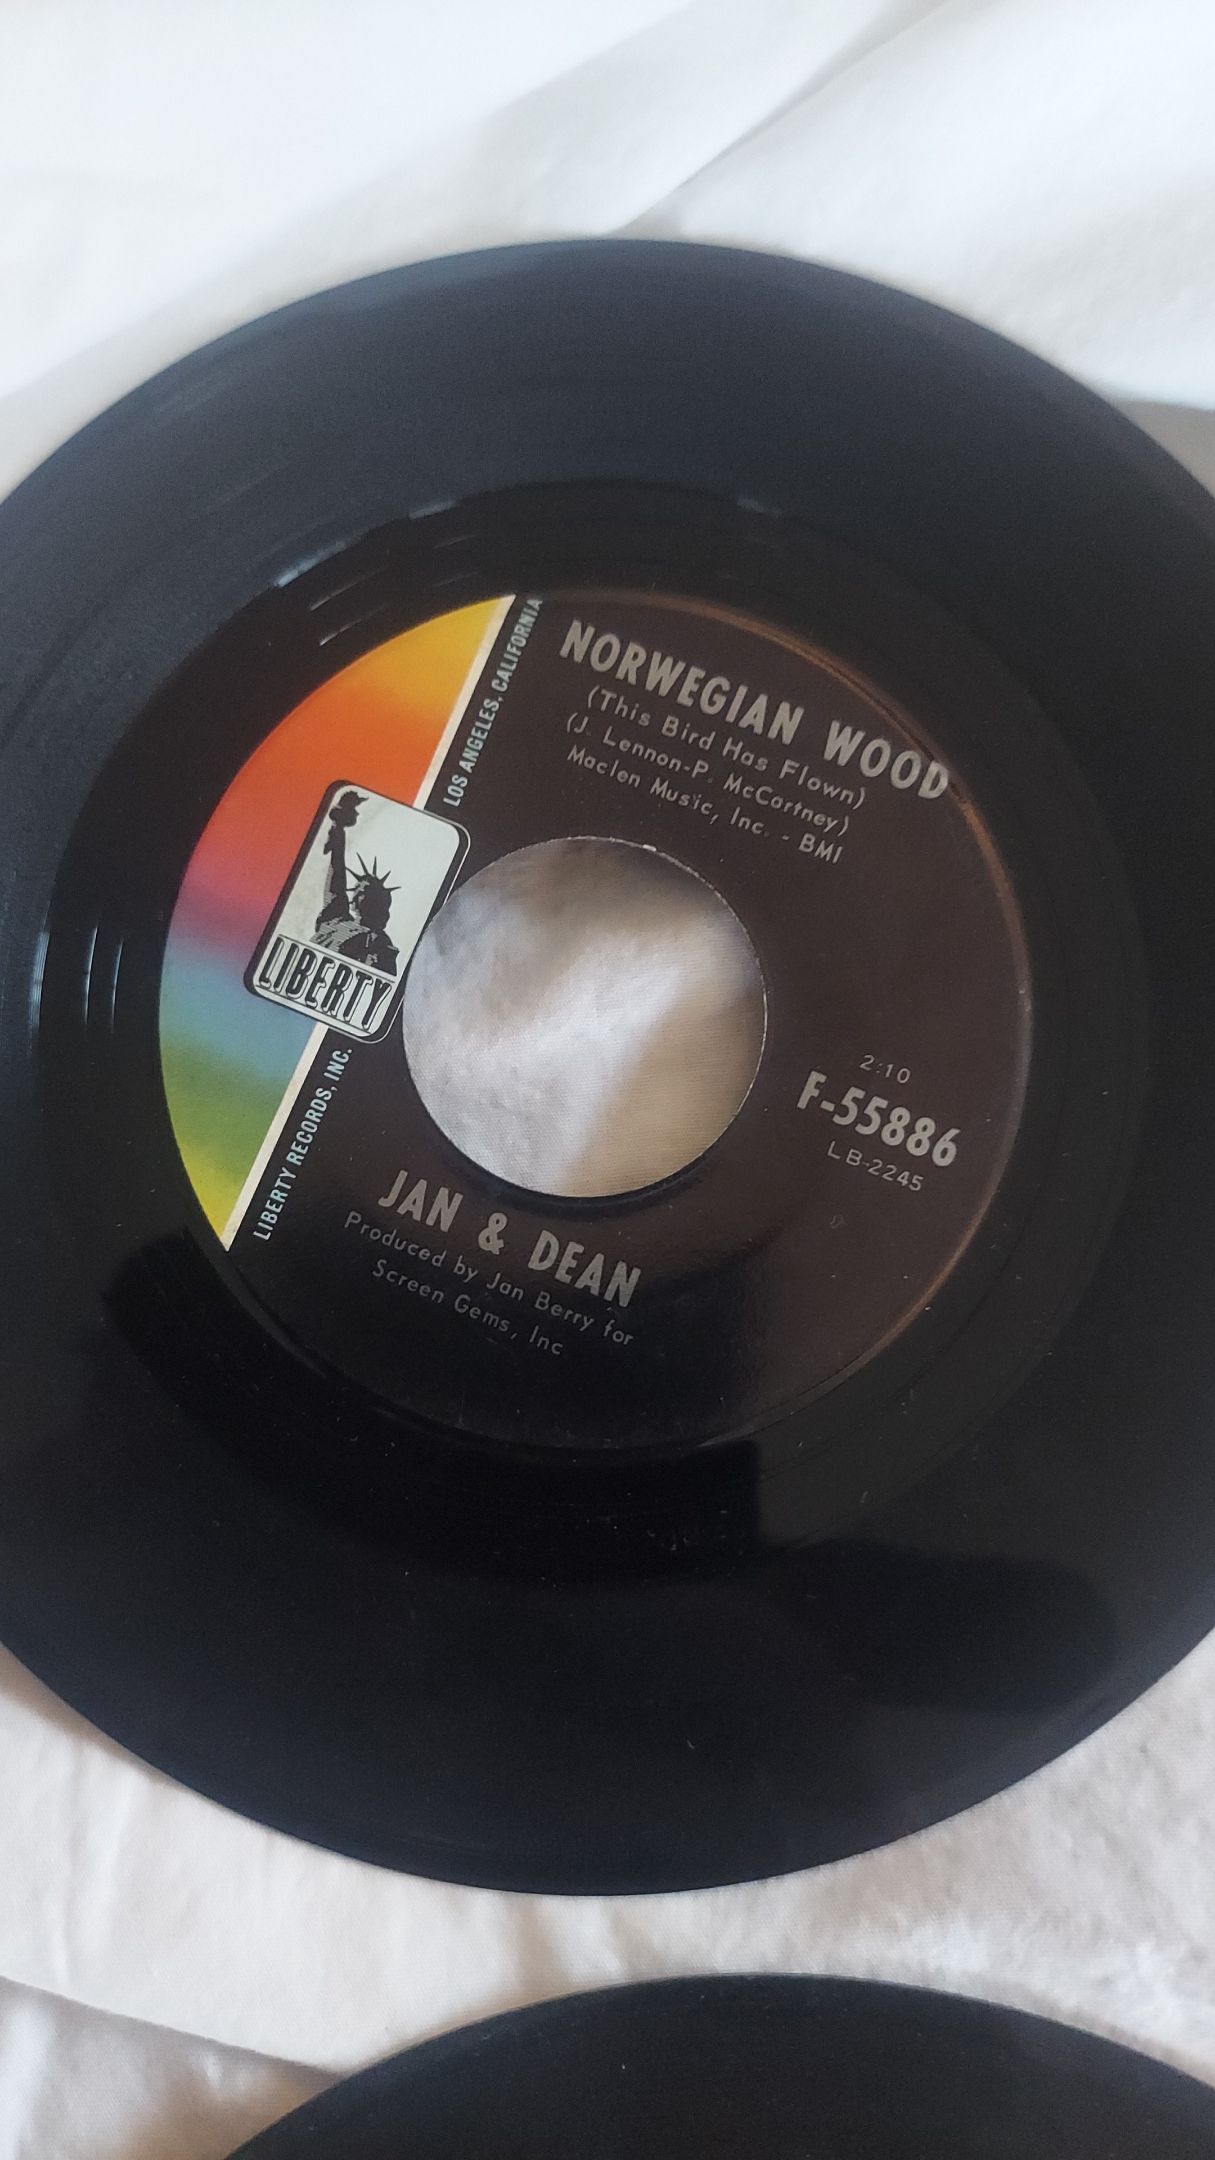 NORWEGIAN WOOD
(This Bird Has Flown)
(J. Lennon-P. McCartney)
Maclen Music, Inc. - BMI
LIBERTY RECORDS, INC.
LOS ANGELES, CALIFORNIA
LIBERTY
2:10
F-55886
LB-2245
JAN & DEAN
Produced by Jan Berry for
Screen Gems, Inc